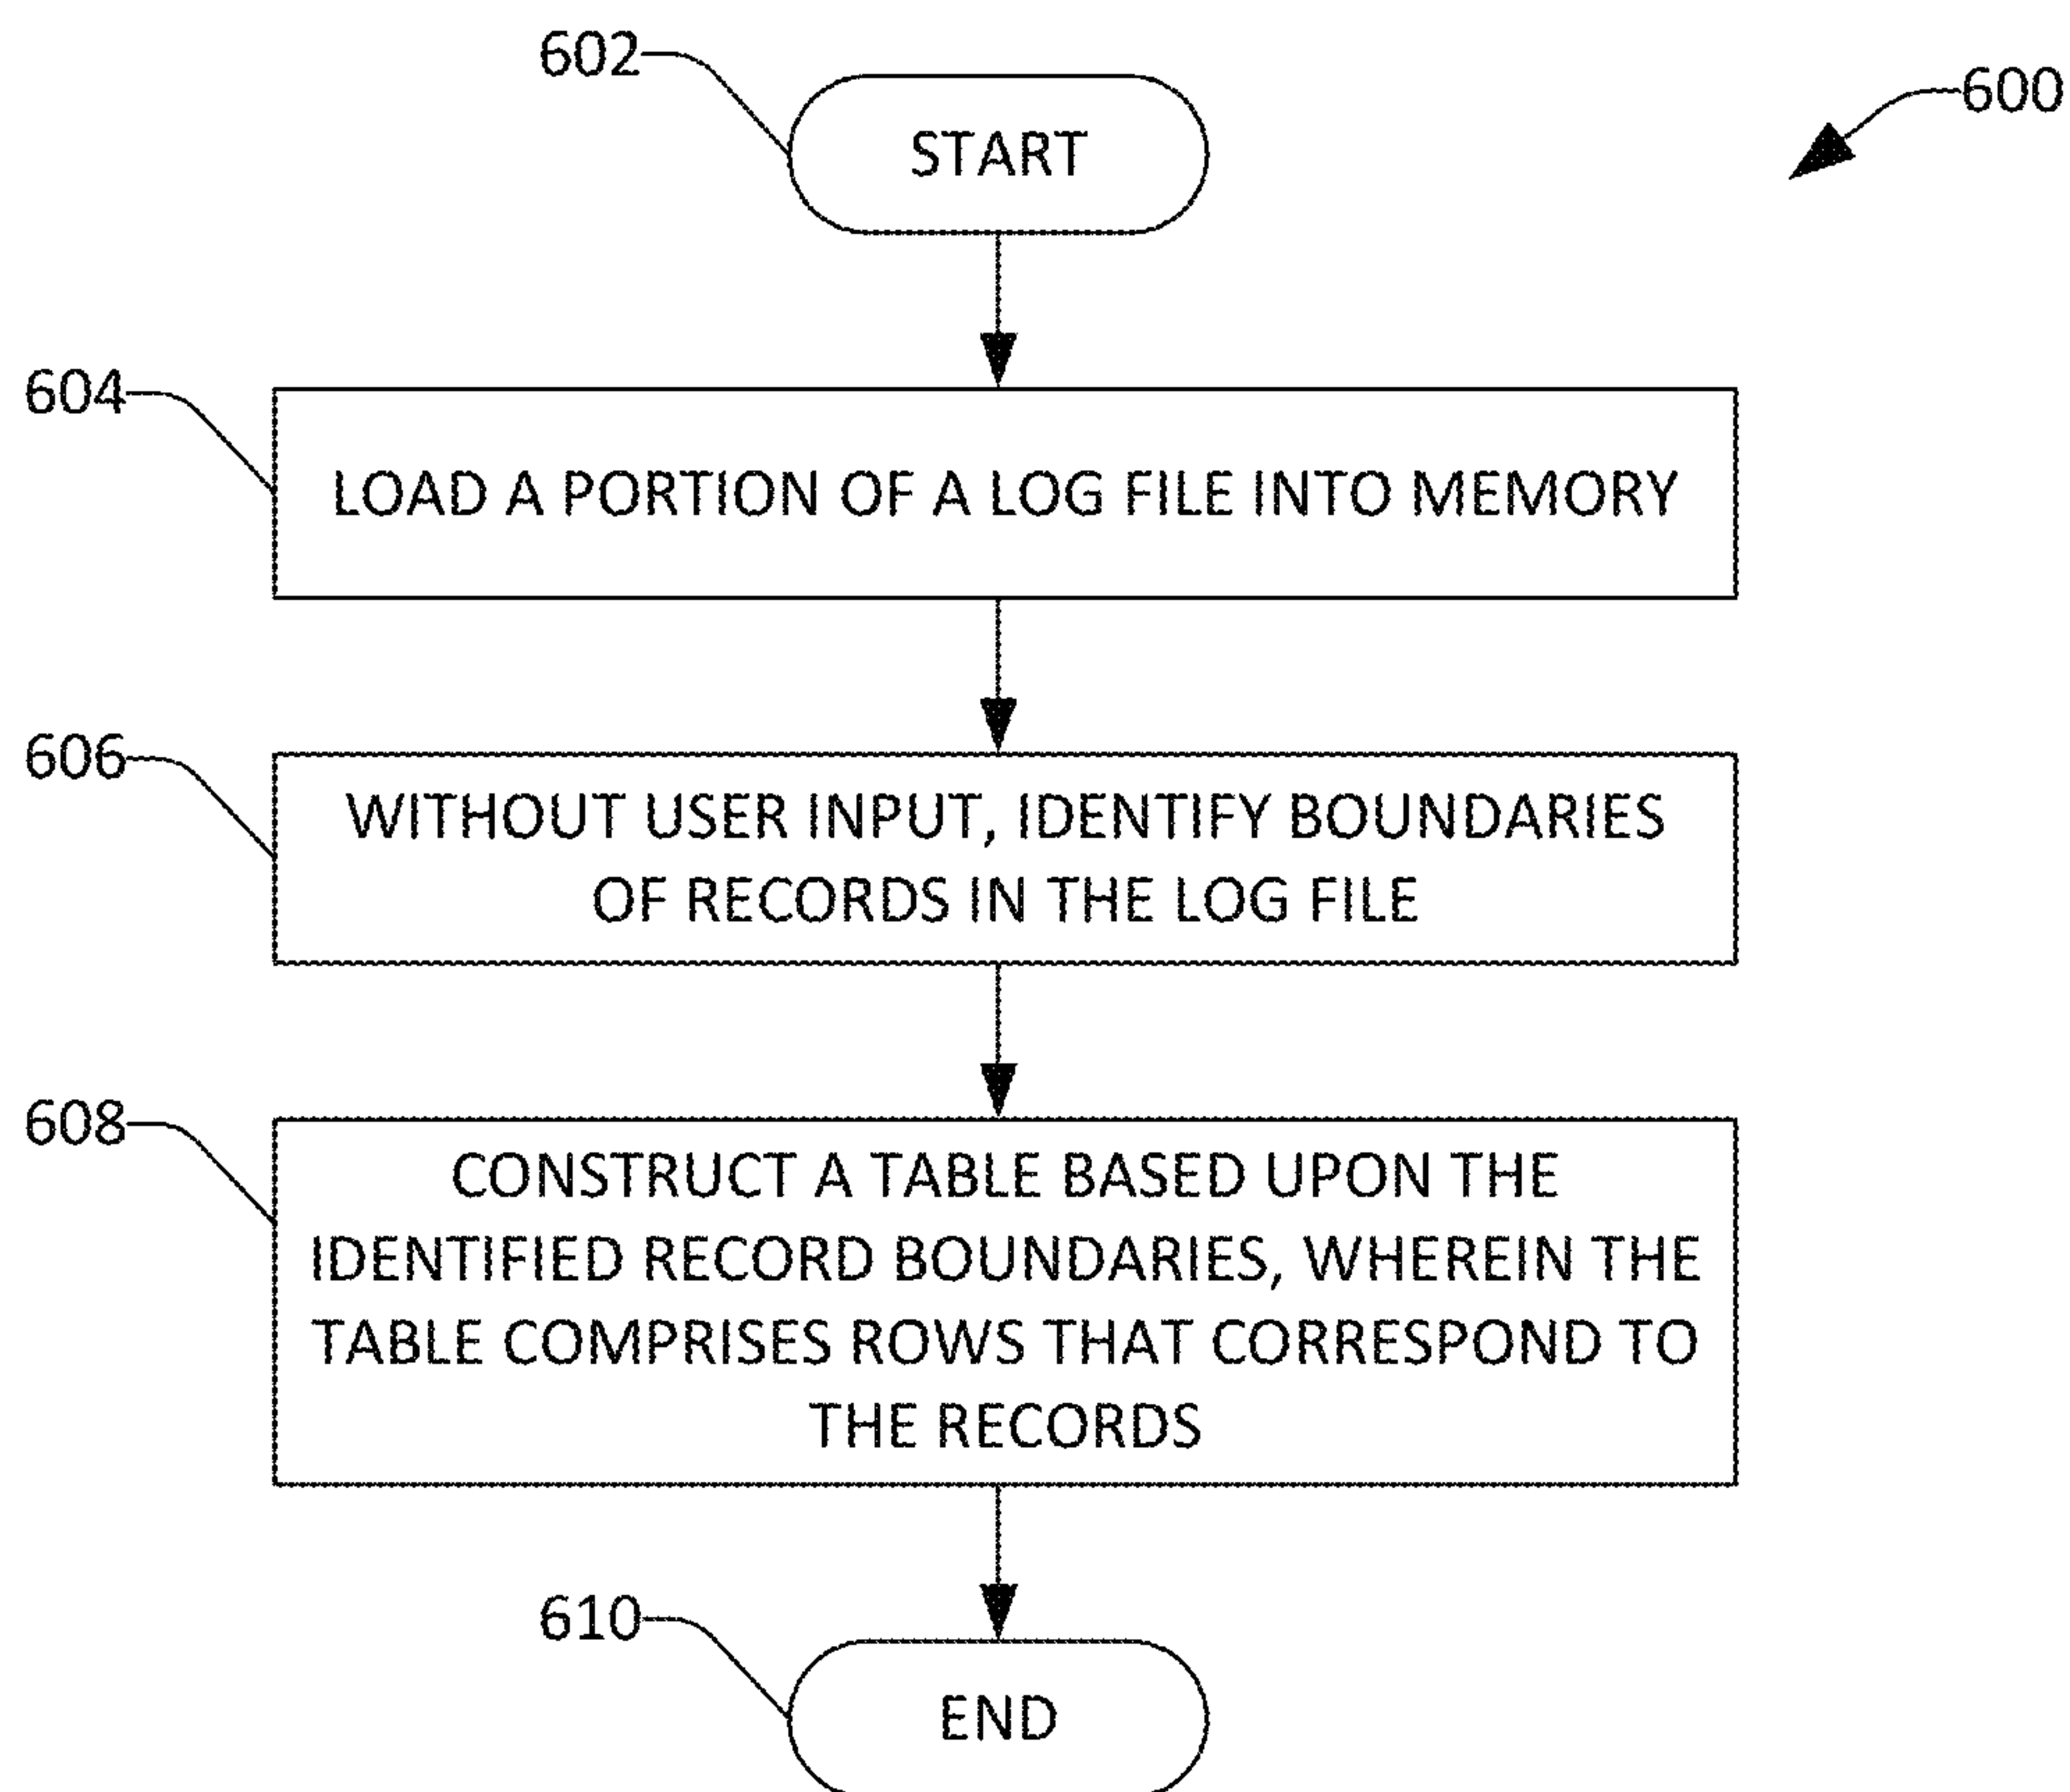 602
600
START
604
LOAD A PORTION OF A LOG FILE INTO MEMORY
606
WITHOUT USER INPUT, IDENTIFY BOUNDARIES
OF RECORDS IN THE LOG FILE
608
CONSTRUCT A TABLE BASED UPON THE
IDENTIFIED RECORD BOUNDARIES, WHEREIN THE
TABLE COMPRISES ROWS THAT CORRESPOND TO
THE RECORDS
610
END